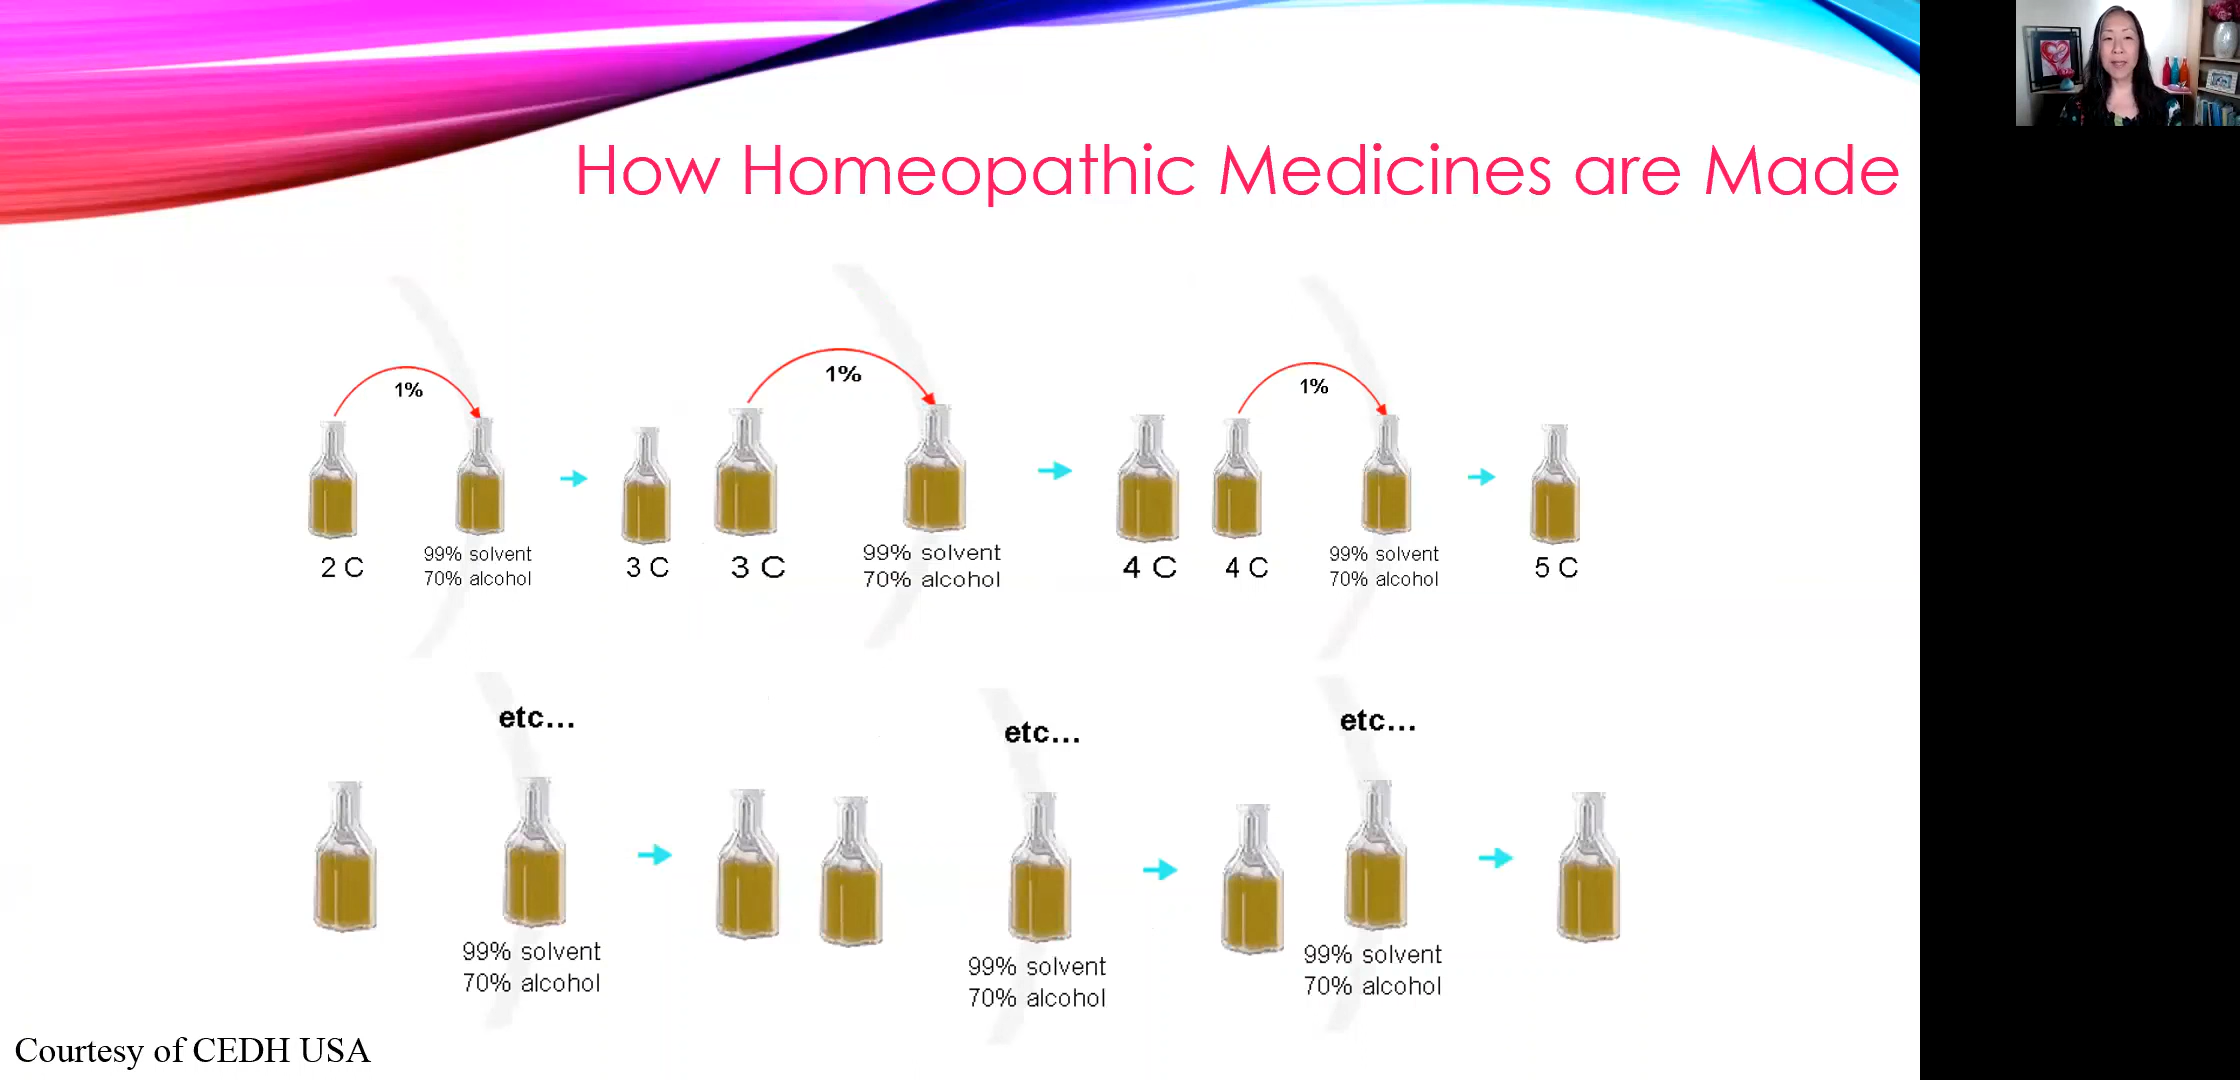 How Homeopathic Medicines are Made
1%
1%
1%
2 C
99% solvent
70% alcohol
3 C
3 C
99% solvent
70% alcohol
4 C
4 C
99% solvent
70% alcohol
5 C
etc...
etc...
etc...
99% solvent
70% alcohol
99% solvent
70% alcohol
99% solvent
70% alcohol
Courtesy of CEDH USA